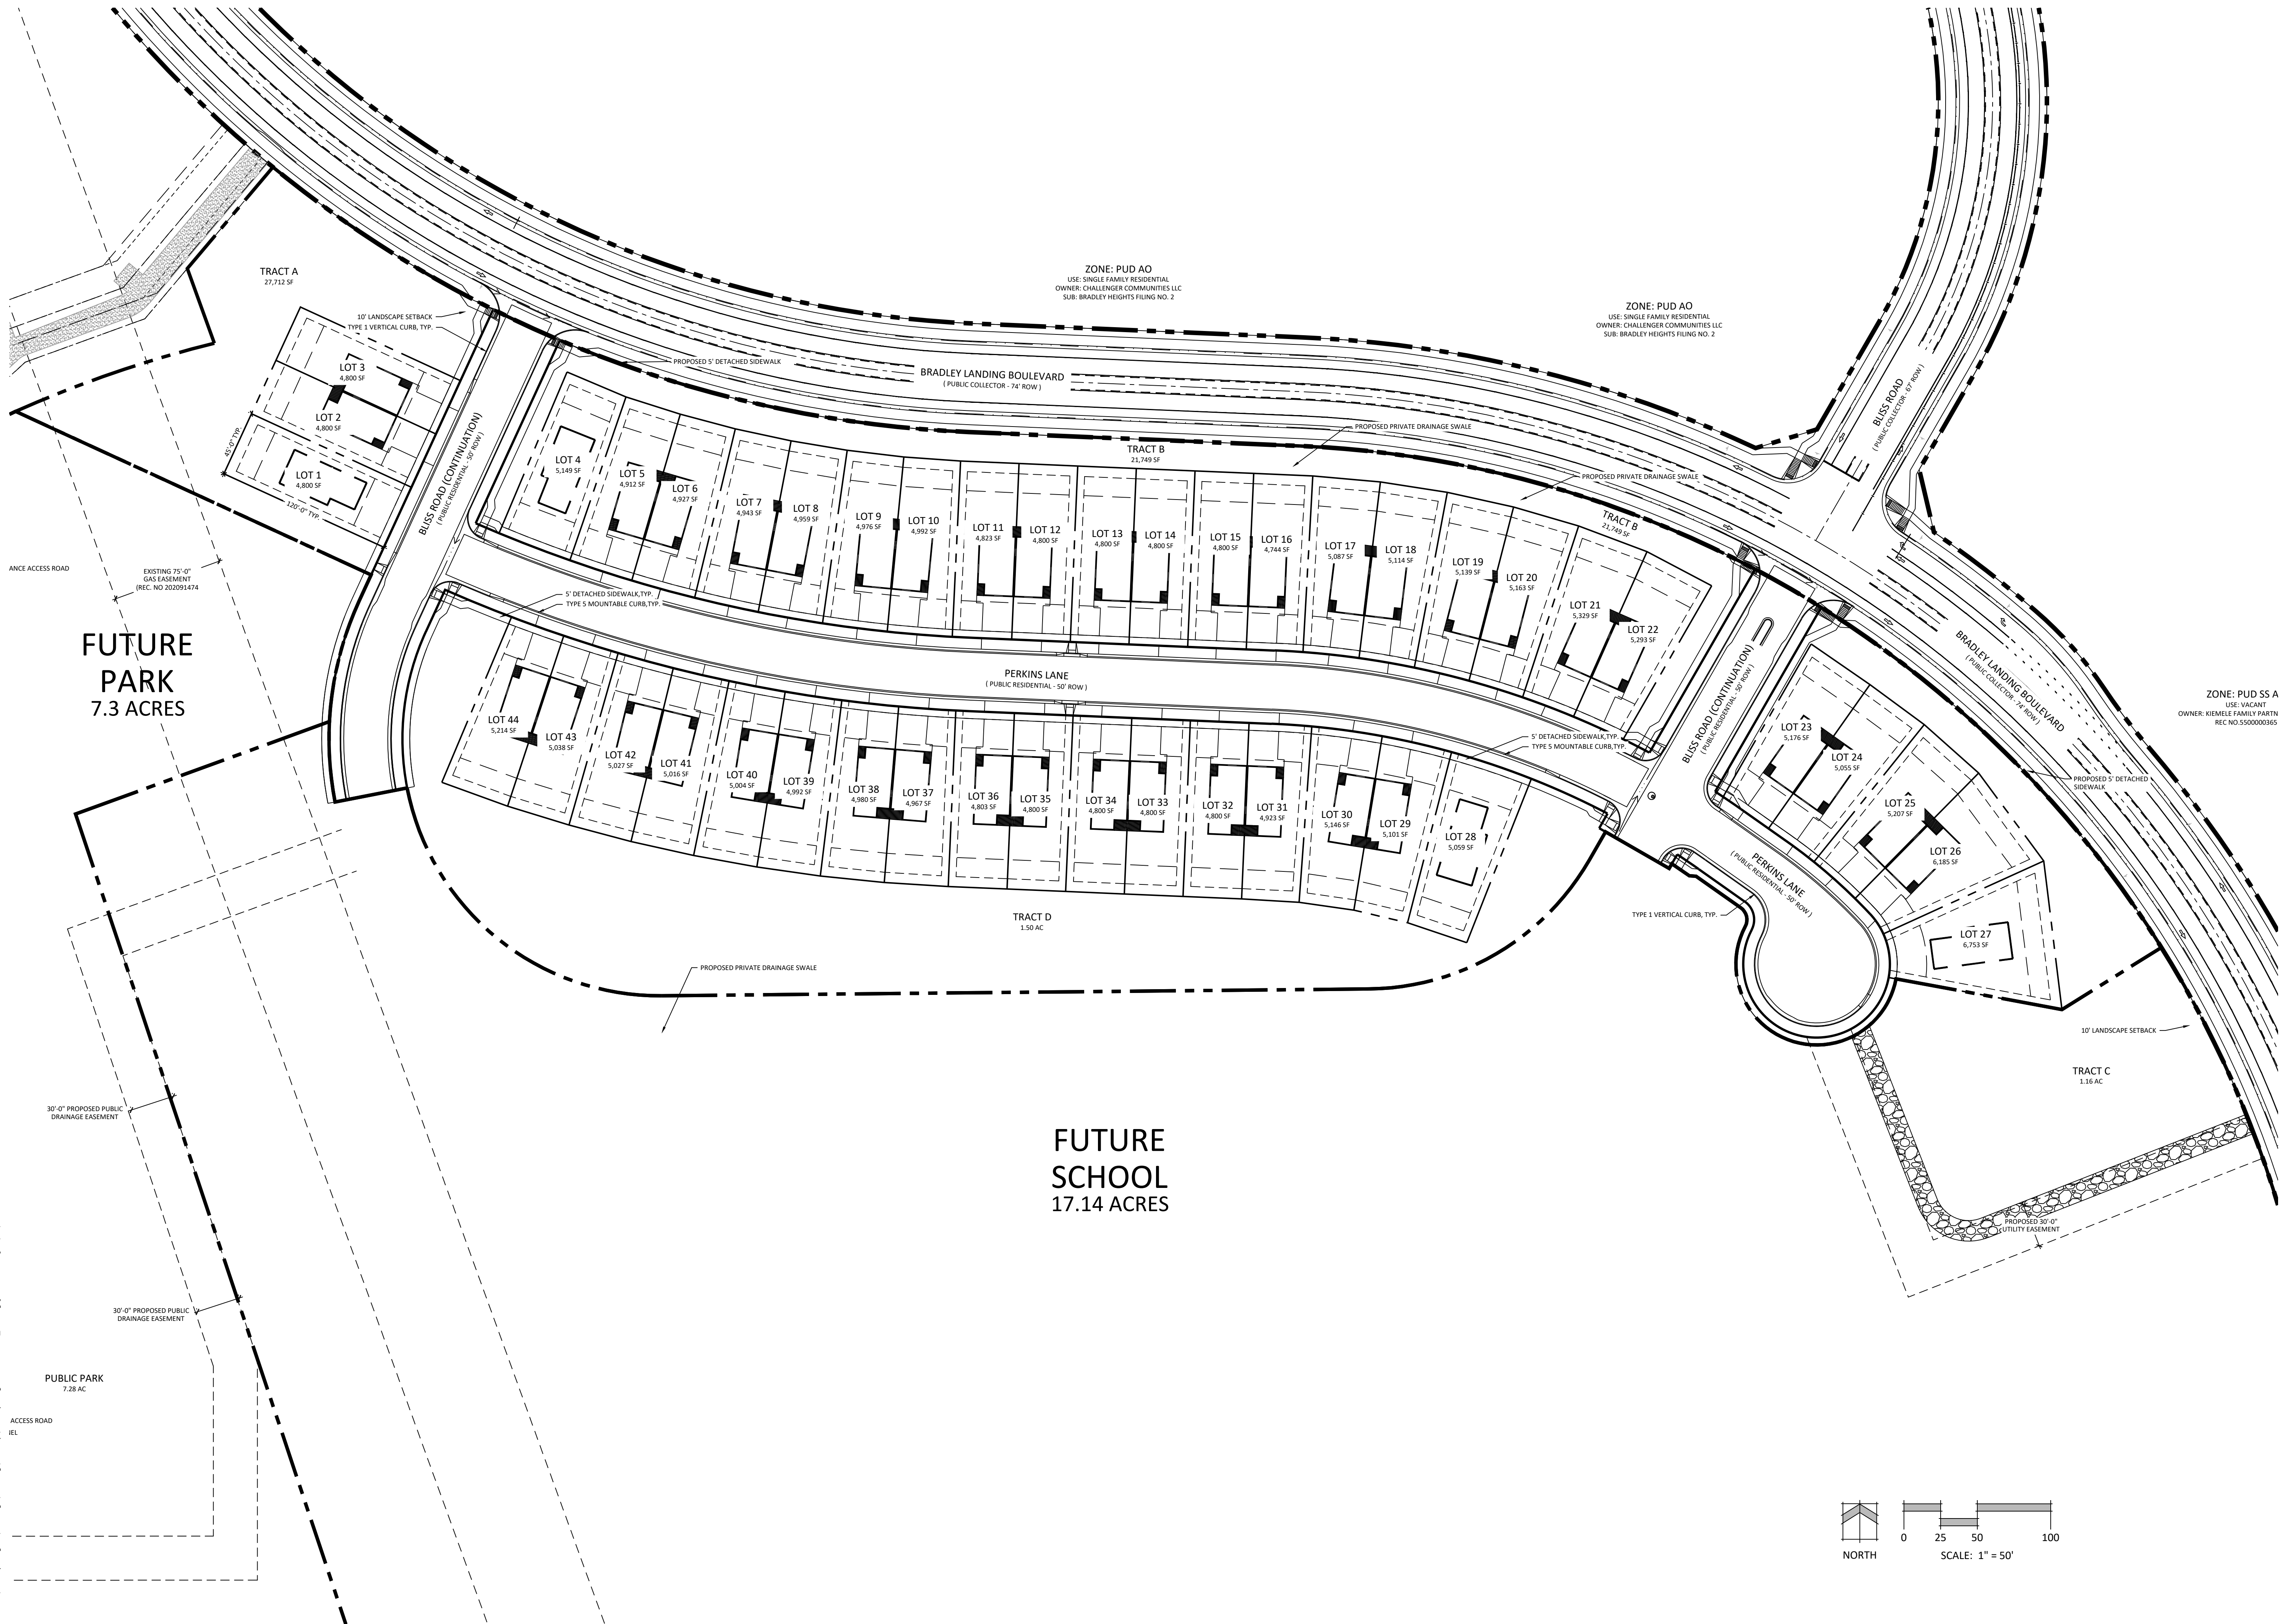 ZONE: PUD AO
USE: SINGLE FAMILY RESIDENTIAL
OWNER: CHALLENGER COMMUNITIES LLC
SUB: BRADLEY HEIGHTS FILING NO. 2
ZONE: PUD AO
USE: SINGLE FAMILY RESIDENTIAL
OWNER: CHALLENGER COMMUNITIES LLC
SUB: BRADLEY HEIGHTS FILING NO. 2
TRACT A
27,712 SF
10' LANDSCAPE SETBACK
TYPE 1 VERTICAL CURB, TYP.
PROPOSED 5' DETACHED SIDEWALK
BRADLEY LANDING BOULEVARD
( PUBLIC COLLECTOR - 74' ROW )
BLISS ROAD
( PUBLIC COLLECTOR - 67' ROW )
LOT 3
4,800 SF
LOT 2
4,800 SF
LOT 1
4,800 SF
45'-0" TYP.
120'-0" TYP.
BLISS ROAD (CONTINUATION)
( PUBLIC RESIDENTIAL - 50' ROW )
PROPOSED PRIVATE DRAINAGE SWALE
TRACT B
21,749 SF
PROPOSED PRIVATE DRAINAGE SWALE
TRACT B
21,749 SF
LOT 4
5,149 SF
LOT 5
4,912 SF
LOT 6
4,927 SF
LOT 7
4,943 SF
LOT 8
4,959 SF
LOT 9
4,976 SF
LOT 10
4,992 SF
LOT 11
4,823 SF
LOT 12
4,800 SF
LOT 13
4,800 SF
LOT 14
4,800 SF
LOT 15
4,800 SF
LOT 16
4,744 SF
LOT 17
5,087 SF
LOT 18
5,114 SF
LOT 19
5,139 SF
LOT 20
5,163 SF
LOT 21
5,329 SF
LOT 22
5,293 SF
ANCE ACCESS ROAD
EXISTING 75'-0"
GAS EASEMENT
(REC. NO 202091474
5' DETACHED SIDEWALK,TYP.
TYPE 5 MOUNTABLE CURB,TYP.
FUTURE
PARK
7.3 ACRES
PERKINS LANE
( PUBLIC RESIDENTIAL - 50' ROW )
BLISS ROAD (CONTINUATION)
( PUBLIC RESIDENTIAL - 50' ROW )
BRADLEY LANDING BOULEVARD
( PUBLIC COLLECTOR - 74' ROW )
ZONE: PUD SS A
USE: VACANT
OWNER: KIEMELE FAMILY PARTN
REC NO.5500000365
LOT 44
5,214 SF
LOT 43
5,038 SF
LOT 42
5,027 SF
LOT 41
5,016 SF
LOT 40
5,004 SF
LOT 39
4,992 SF
LOT 38
4,980 SF
LOT 37
4,967 SF
LOT 36
4,803 SF
LOT 35
4,800 SF
LOT 34
4,800 SF
LOT 33
4,800 SF
LOT 32
4,800 SF
LOT 31
4,923 SF
LOT 30
5,146 SF
LOT 29
5,101 SF
LOT 28
5,059 SF
5' DETACHED SIDEWALK,TYP.
TYPE 5 MOUNTABLE CURB,TYP.
LOT 23
5,176 SF
LOT 24
5,055 SF
LOT 25
5,207 SF
LOT 26
6,185 SF
LOT 27
6,753 SF
PROPOSED 5' DETACHED
SIDEWALK
PERKINS LANE
( PUBLIC RESIDENTIAL - 50' ROW )
TYPE 1 VERTICAL CURB, TYP.
TRACT D
1.50 AC
PROPOSED PRIVATE DRAINAGE SWALE
10' LANDSCAPE SETBACK
TRACT C
1.16 AC
30'-0" PROPOSED PUBLIC
DRAINAGE EASEMENT
FUTURE
SCHOOL
17.14 ACRES
PROPOSED 30'-0"
UTILITY EASEMENT
30'-0" PROPOSED PUBLIC
DRAINAGE EASEMENT
PUBLIC PARK
7.28 AC
ACCESS ROAD
NORTH
0 25 50 100
SCALE: 1" = 50'